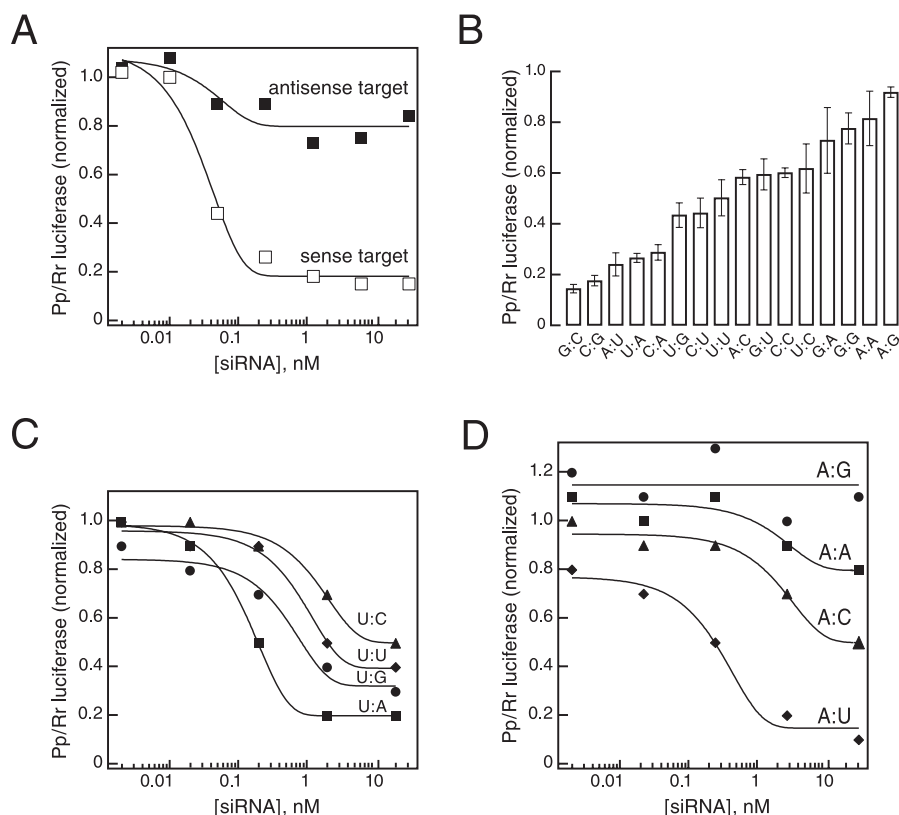 A
Pp/Rr luciferase (normalized)
1.0
0.8
0.6
0.4
0.2
0
antisense target
sense target
0.01 0.1 1 10
[siRNA], nM
B
Pp/Rr luciferase (normalized)
1.0
0.8
0.6
0.4
0.2
0
G:C C:G A:U U:A C:A U:G C:U U:U A:C G:U C:C U:C G:A G:G A:A A:G
C
Pp/Rr luciferase (normalized)
1.0
0.8
0.6
0.4
0.2
0
U:C
U:U
U:G
U:A
0.01 0.1 1 10
[siRNA], nM
D
Pp/Rr luciferase (normalized)
1.2
1.0
0.8
0.6
0.4
0.2
0
A:G
A:A
A:C
A:U
0.01 0.1 1 10
[siRNA], nM